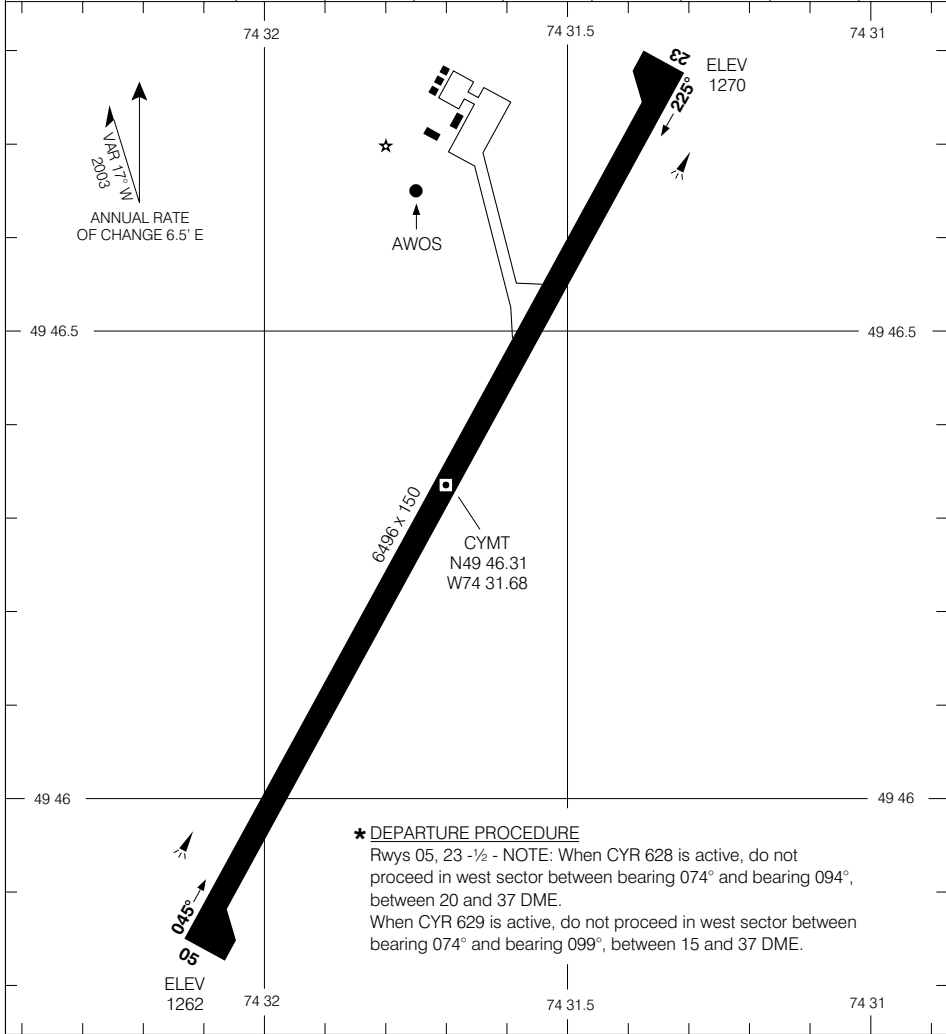 74 32
74 31.5
74 31
23
ELEV
1270
225°
VAR 17° W
2003
ANNUAL RATE
OF CHANGE 6.5' E
AWOS
49 46.5
49 46.5
6496 x 150
CYMT
N49 46.31
W74 31.68
49 46
49 46
* DEPARTURE PROCEDURE
Rwys 05, 23 -½ - NOTE: When CYR 628 is active, do not
proceed in west sector between bearing 074° and bearing 094°,
between 20 and 37 DME.
When CYR 629 is active, do not proceed in west sector between
bearing 074° and bearing 099°, between 15 and 37 DME.
045°
05
ELEV
1262
74 32
74 31.5
74 31